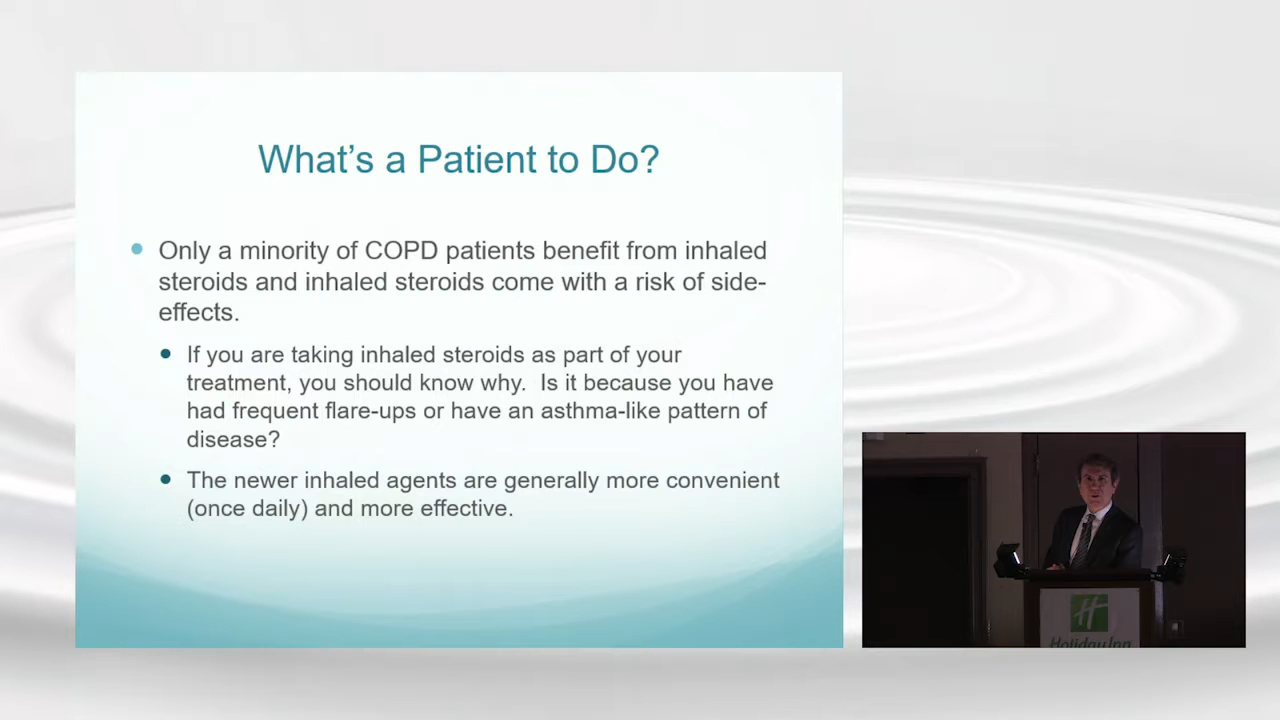 What's a Patient to Do?
Only a minority of COPD patients benefit from inhaled
steroids and inhaled steroids come with a risk of side-
effects.
If you are taking inhaled steroids as part of your
treatment, you should know why.  Is it because you have
had frequent flare-ups or have an asthma-like pattern of
disease?
The newer inhaled agents are generally more convenient
(once daily) and more effective.
H
Holiday Inn